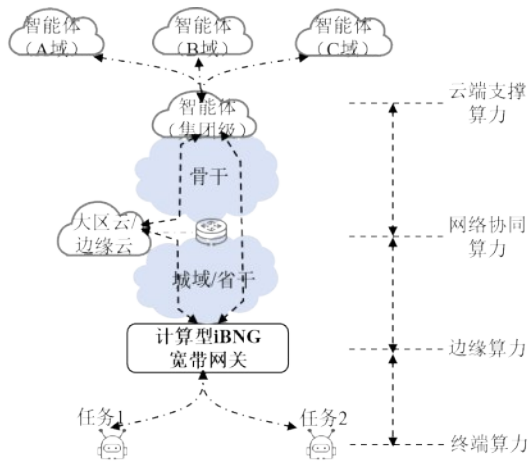 智能体
（A域）
智能体
（B域）
智能体
（C域）
智能体
（集团级）
云端支撑
算力
骨干
大区云/
边缘云
网络协同
算力
城域/省干
计算型iBNG
宽带网关
边缘算力
任务1
任务2
终端算力